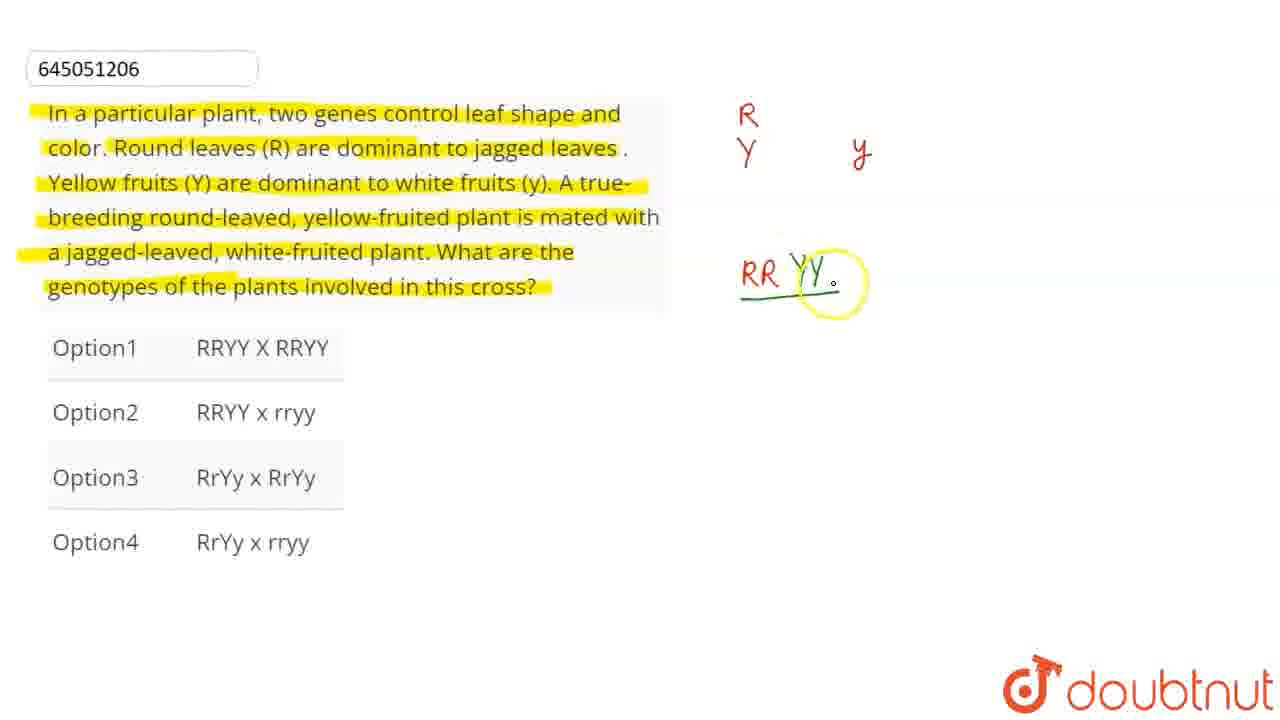 645051206
In a particular plant, two genes control leaf shape and
color. Round leaves (R) are dominant to jagged leaves .
Yellow fruits (Y) are dominant to white fruits (y). A true-
breeding round-leaved, yellow-fruited plant is mated with
a jagged-leaved, white-fruited plant. What are the
genotypes of the plants involved in this cross?
Option1 RRYY X RRYY
Option2 RRYY x rryy
Option3 RrYy x RrYy
Option4 RrYy x rryy
R
Y y
RR YY
doubtnut